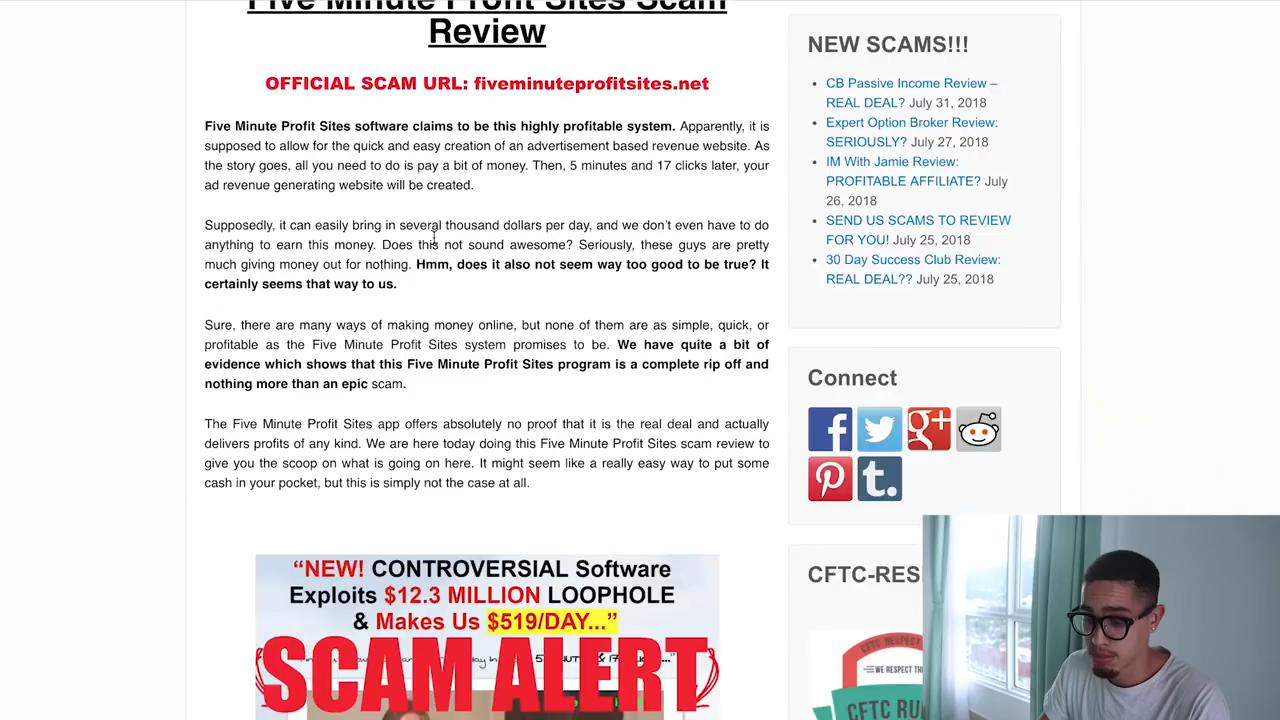 Five Minute Profit Sites Scam
Review
OFFICIAL SCAM URL: fiveminuteprofitsites.net
Five Minute Profit Sites software claims to be this highly profitable system. Apparently, it is
supposed to allow for the quick and easy creation of an advertisement based revenue website. As
the story goes, all you need to do is pay a bit of money. Then, 5 minutes and 17 clicks later, your
ad revenue generating website will be created.
Supposedly, it can easily bring in several thousand dollars per day, and we don't even have to do
anything to earn this money. Does this not sound awesome? Seriously, these guys are pretty
much giving money out for nothing. Hmm, does it also not seem way too good to be true? It
certainly seems that way to us.
Sure, there are many ways of making money online, but none of them are as simple, quick, or
profitable as the Five Minute Profit Sites system promises to be. We have quite a bit of
evidence which shows that this Five Minute Profit Sites program is a complete rip off and
nothing more than an epic scam.
The Five Minute Profit Sites app offers absolutely no proof that it is the real deal and actually
delivers profits of any kind. We are here today doing this Five Minute Profit Sites scam review to
give you the scoop on what is going on here. It might seem like a really easy way to put some
cash in your pocket, but this is simply not the case at all.
"NEW! CONTROVERSIAL Software
Exploits $12.3 MILLION LOOPHOLE
& Makes Us $519/DAY..."
SCAM ALERT
NEW SCAMS!!!
CB Passive Income Review –
REAL DEAL? July 31, 2018
Expert Option Broker Review:
SERIOUSLY? July 27, 2018
IM With Jamie Review:
PROFITABLE AFFILIATE? July
26, 2018
SEND US SCAMS TO REVIEW
FOR YOU! July 25, 2018
30 Day Success Club Review:
REAL DEAL?? July 25, 2018
Connect
f
g+
t.
CFTC-RES
CFTC RESPECT
WE RESPECT THE
CFTC RU